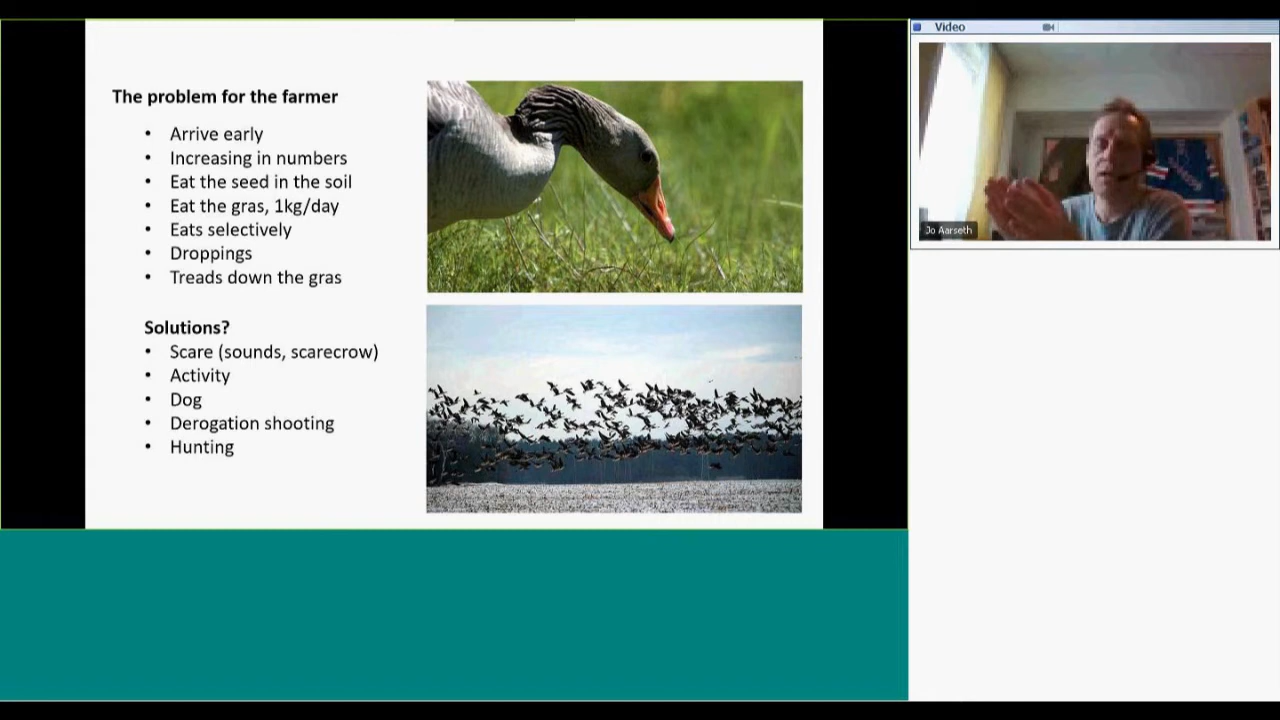 The problem for the farmer
• Arrive early
• Increasing in numbers
• Eat the seed in the soil
• Eat the gras, 1kg/day
• Eats selectively
• Droppings
• Treads down the gras
Solutions?
• Scare (sounds, scarecrow)
• Activity
• Dog
• Derogation shooting
• Hunting
Video
Jo Aarseth